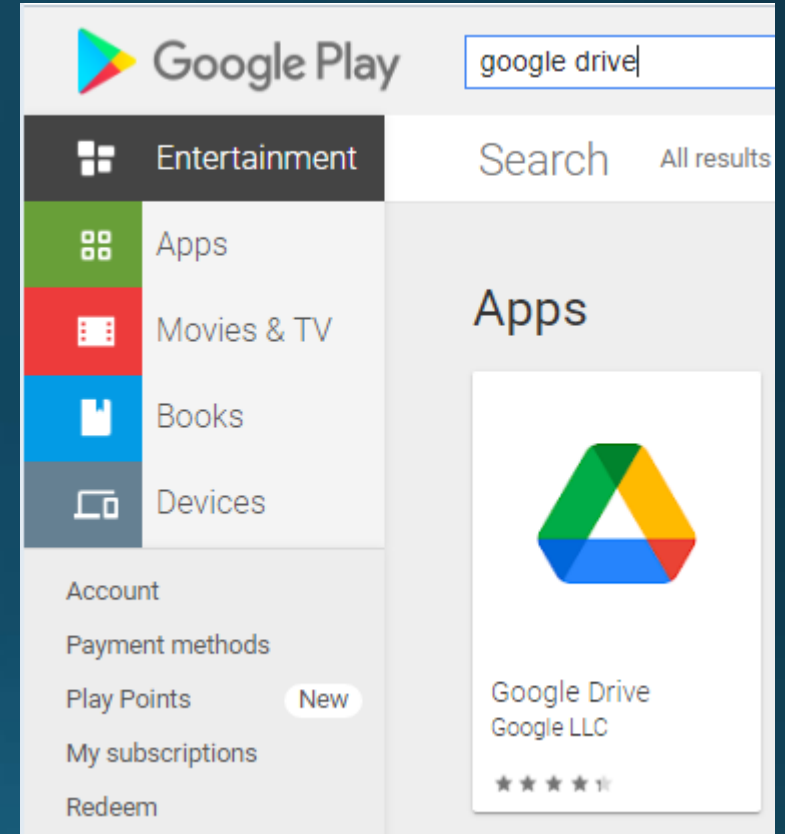 Google Play
google drive
Entertainment
Search All results
Apps
Movies & TV
Books
Devices
Account
Payment methods
Play Points New
My subscriptions
Redeem
Apps
Google Drive
Google LLC